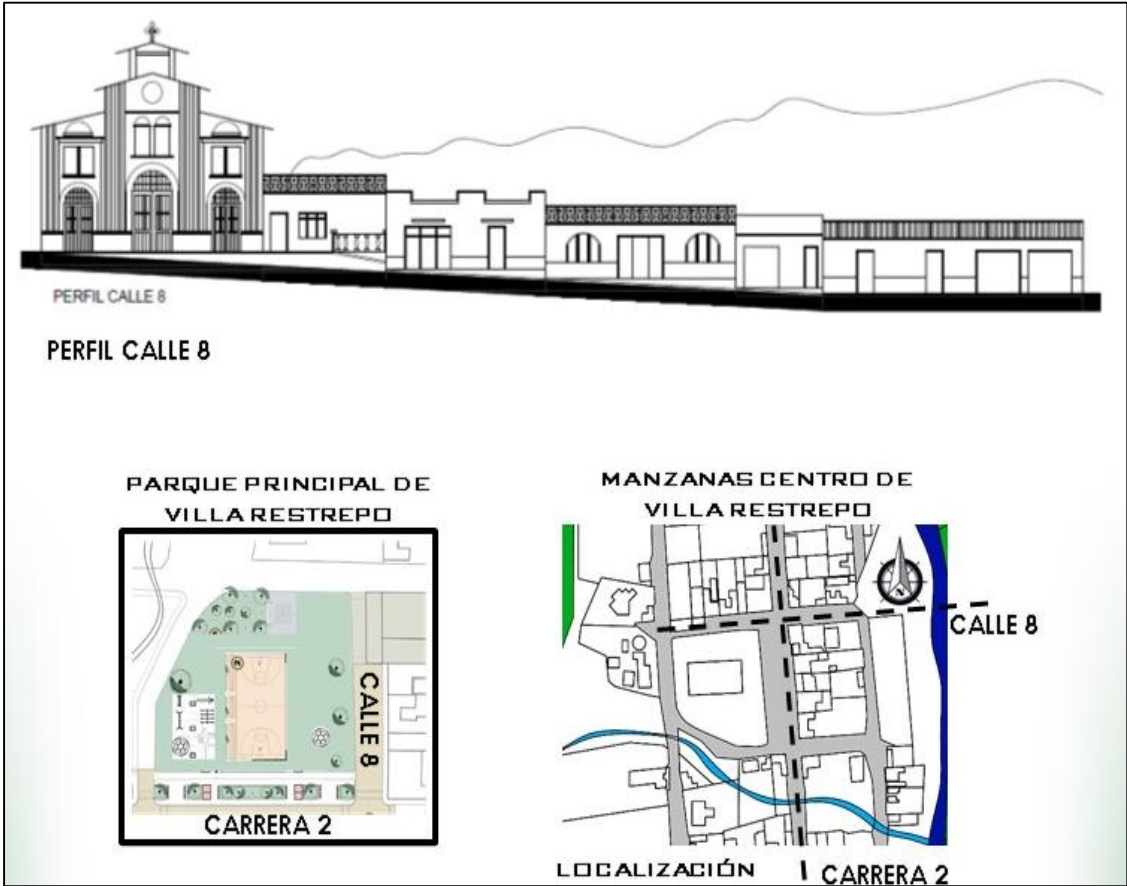 PERFIL CALLE 8
PERFIL CALLE 8
PARQUE PRINCIPAL DE
VILLA RESTREPO
CALLE 8
CARRERA 2
MANZANAS CENTRO DE
VILLA RESTREPO
N
CALLE 8
LOCALIZACIÓN
CARRERA 2